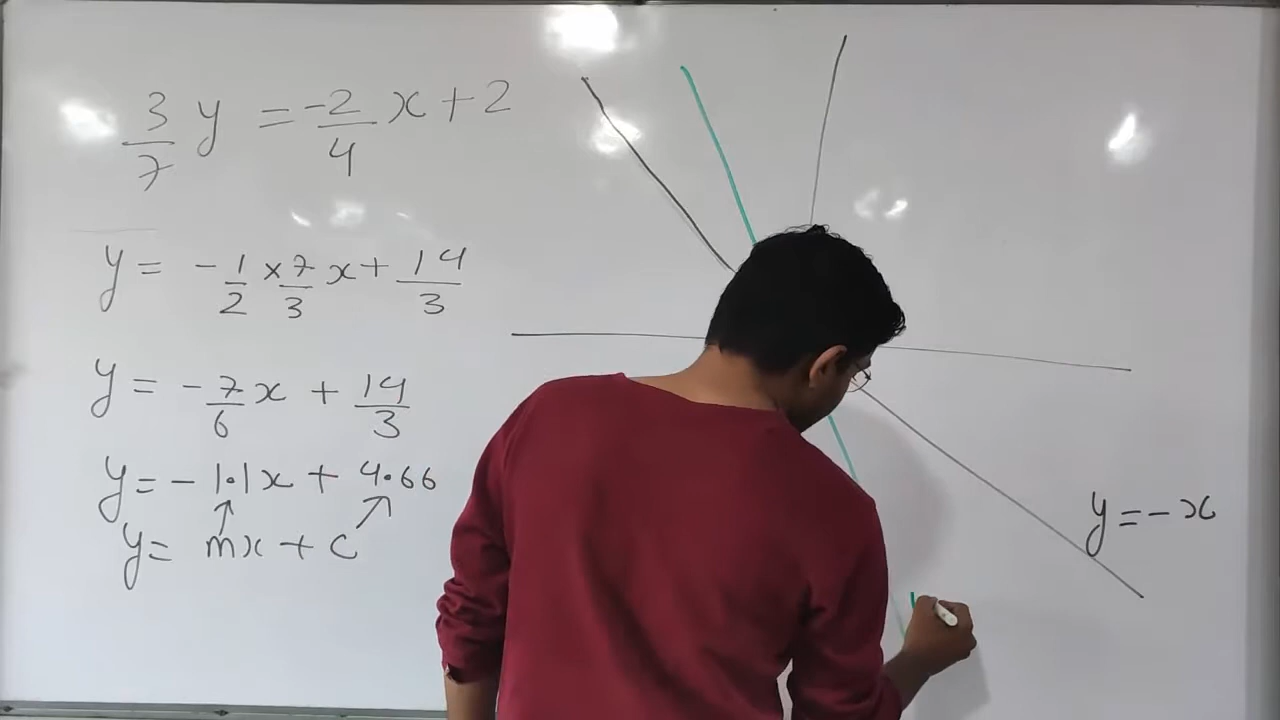 3/7 y = -2/4 x + 2
y = -1/2 × 7/3 x + 14/3
y = -7/6 x + 14/3
y = -1.1x + 4.66
y = mx + c
y = -x